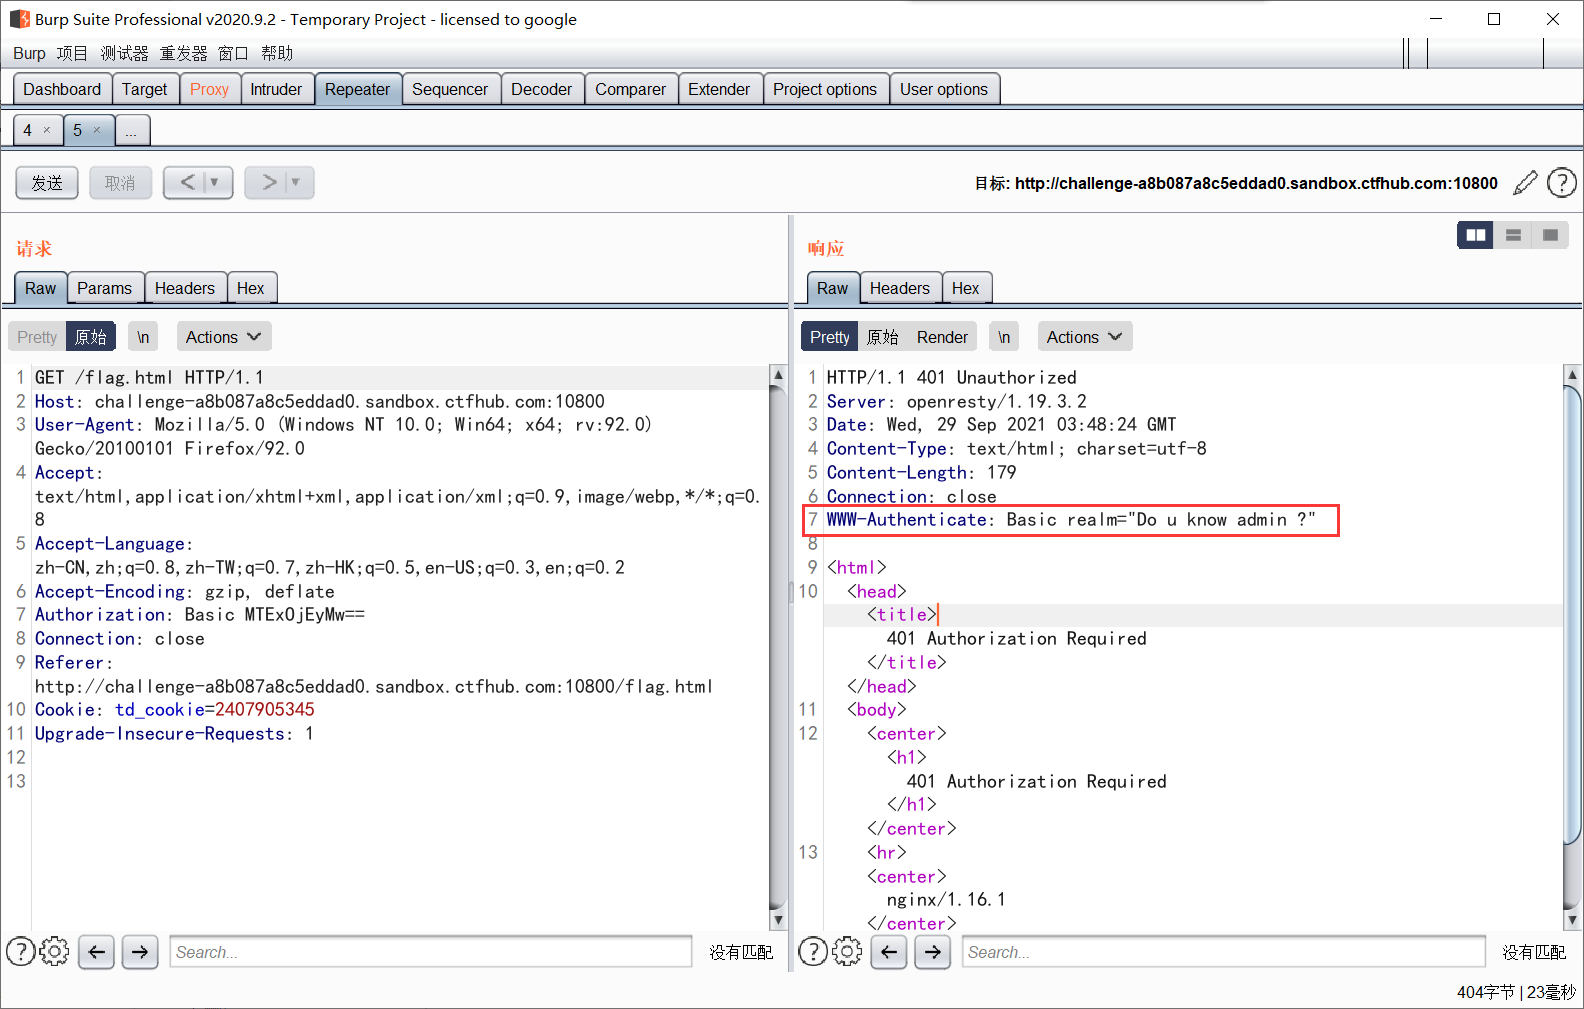 Burp Suite Professional v2020.9.2 - Temporary Project - licensed to google
Burp 项目 测试器 重发器 窗口 帮助
Dashboard Target Proxy Intruder Repeater Sequencer Decoder Comparer Extender Project options User options
4 × 5 × ...
发送 取消 < > 目标: http://challenge-a8b087a8c5eddad0.sandbox.ctfhub.com:10800 ?
请求
Raw Params Headers Hex
Pretty 原始 \n Actions
1 GET /flag.html HTTP/1.1
2 Host: challenge-a8b087a8c5eddad0.sandbox.ctfhub.com:10800
3 User-Agent: Mozilla/5.0 (Windows NT 10.0; Win64; x64; rv:92.0)
Gecko/20100101 Firefox/92.0
4 Accept:
text/html,application/xhtml+xml,application/xml;q=0.9,image/webp,*/*;q=0.
8
5 Accept-Language:
zh-CN,zh;q=0.8,zh-TW;q=0.7,zh-HK;q=0.5,en-US;q=0.3,en;q=0.2
6 Accept-Encoding: gzip, deflate
7 Authorization: Basic MTExOjEyMw==
8 Connection: close
9 Referer:
http://challenge-a8b087a8c5eddad0.sandbox.ctfhub.com:10800/flag.html
10 Cookie: td_cookie=2407905345
11 Upgrade-Insecure-Requests: 1
12
13
? Search... 没有匹配
响应
Raw Headers Hex
Pretty 原始 Render \n Actions
1 HTTP/1.1 401 Unauthorized
2 Server: openresty/1.19.3.2
3 Date: Wed, 29 Sep 2021 03:48:24 GMT
4 Content-Type: text/html; charset=utf-8
5 Content-Length: 179
6 Connection: close
7 WWW-Authenticate: Basic realm="Do u know admin ?"
8
9 <html>
10 <head>
<title>
401 Authorization Required
</title>
</head>
11 <body>
12 <center>
<h1>
401 Authorization Required
</h1>
</center>
13 <hr>
<center>
nginx/1.16.1
</center>
? Search... 没有匹配
404字节 | 23毫秒